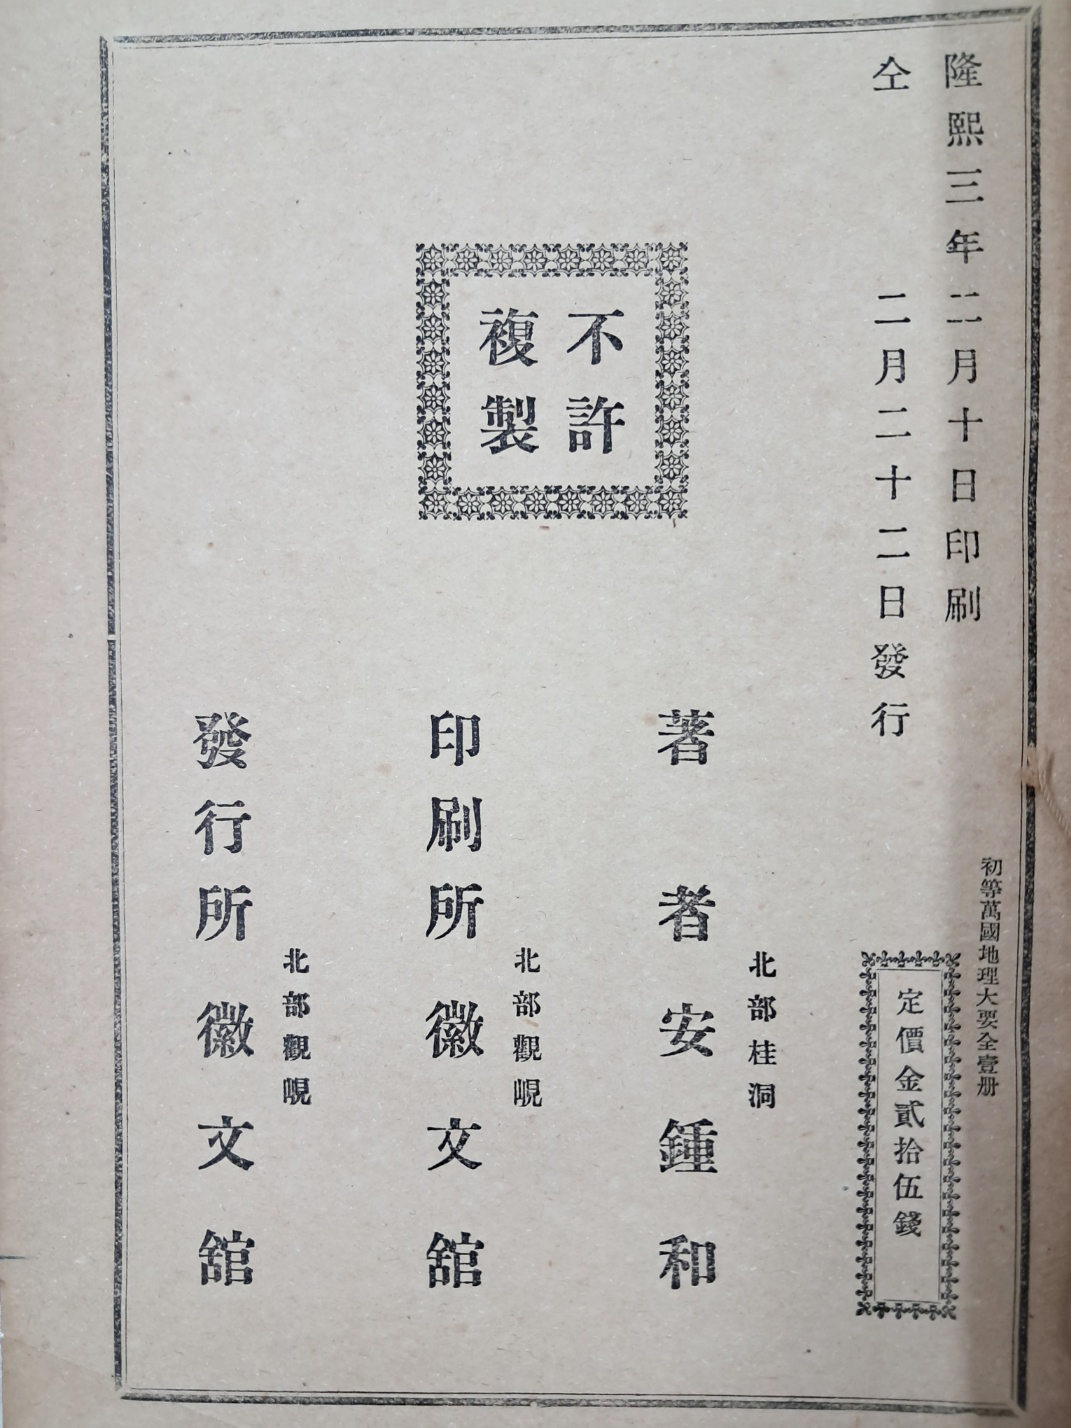 隆熙三年二月十日印刷
仝　二月二十二日發行
初等萬國地理大要全壹册
定價金貳拾伍錢
不許
複製
北部桂洞
著者安鍾和
北部觀峴
印刷所徽文舘
北部觀峴
發行所徽文舘